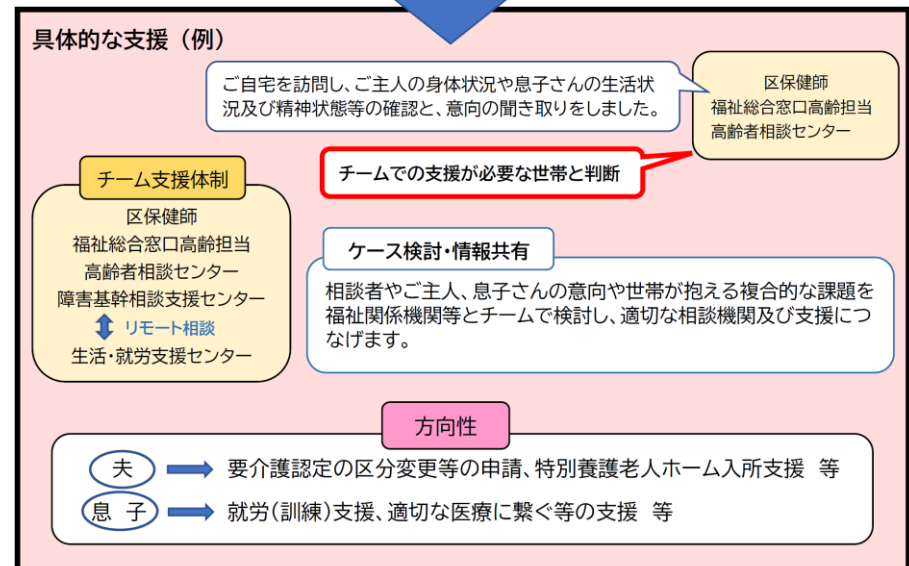 具体的な支援（例）
ご自宅を訪問し、ご主人の身体状況や息子さんの生活状
況及び精神状態等の確認と、意向の聞き取りをしました。
区保健師
福祉総合窓口高齢担当
高齢者相談センター
チームでの支援が必要な世帯と判断
チーム支援体制
区保健師
福祉総合窓口高齢担当
高齢者相談センター
障害基幹相談支援センター
リモート相談
生活・就労支援センター
ケース検討・情報共有
相談者やご主人、息子さんの意向や世帯が抱える複合的な課題を
福祉関係機関等とチームで検討し、適切な相談機関及び支援につ
なげます。
方向性
夫 要介護認定の区分変更等の申請、特別養護老人ホーム入所支援 等
息 子 就労（訓練）支援、適切な医療に繋ぐ等の支援 等